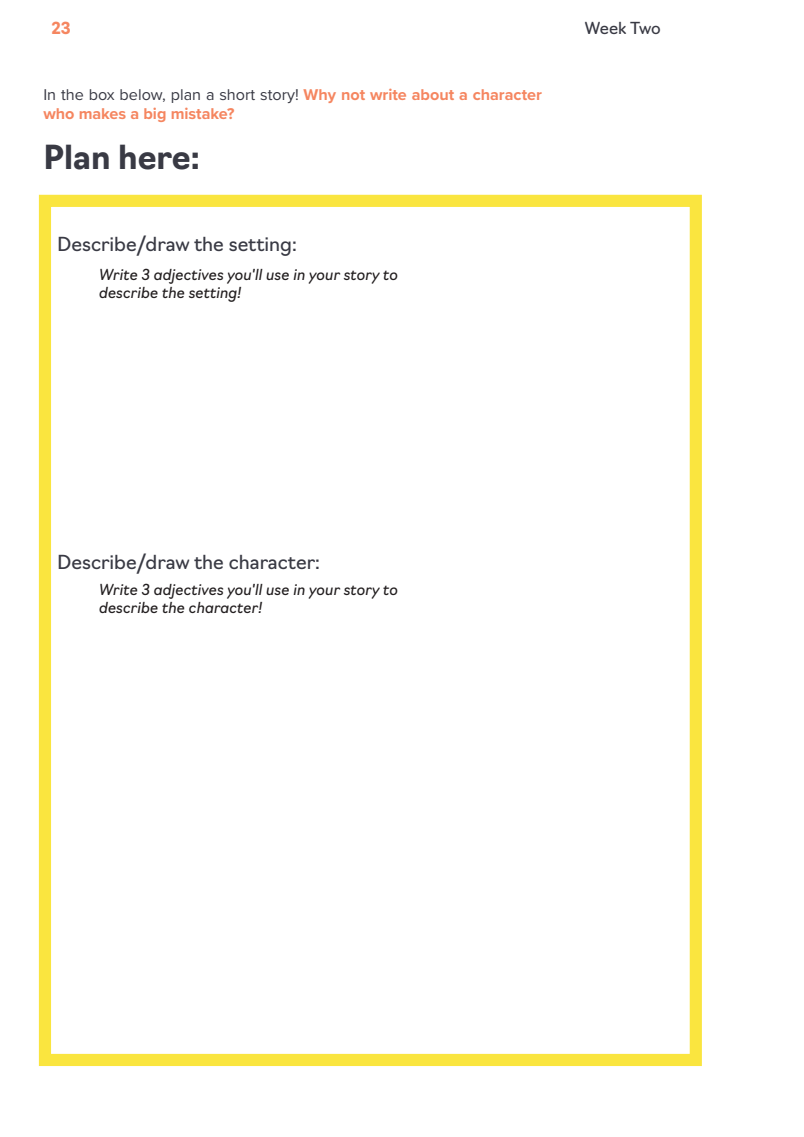 23
Week Two
In the box below, plan a short story! Why not write about a character
who makes a big mistake?
Plan here:
Describe/draw the setting:
Write 3 adjectives you'll use in your story to
describe the setting!
Describe/draw the character:
Write 3 adjectives you'll use in your story to
describe the character!